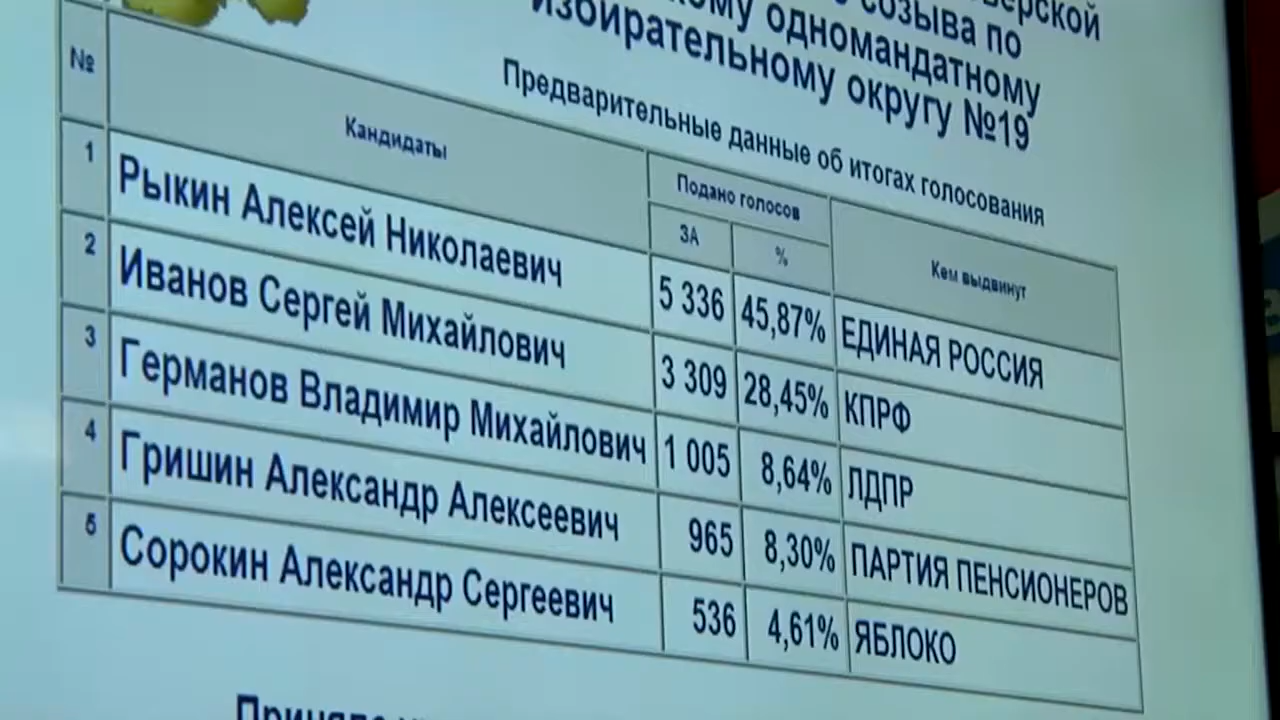 созыва по
одномандатному
избирательному округу №19
Предварительные данные об итогах голосования
№ Кандидаты Подано голосов Кем выдвинут
ЗА %
1 Рыкин Алексей Николаевич 5 336 45,87% ЕДИНАЯ РОССИЯ
2 Иванов Сергей Михайлович 3 309 28,45% КПРФ
3 Германов Владимир Михайлович 1 005 8,64% ЛДПР
4 Гришин Александр Алексеевич 965 8,30% ПАРТИЯ ПЕНСИОНЕРОВ
5 Сорокин Александр Сергеевич 536 4,61% ЯБЛОКО